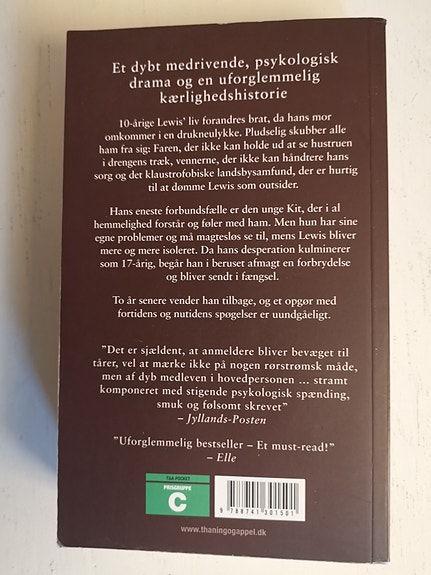 Et dybt medrivende, psykologisk
drama og en uforglemmelig
kærlighedshistorie
10-årige Lewis' liv forandres brat, da hans mor
omkommer i en drukneulykke. Pludselig skubber alle
ham fra sig: Faren, der ikke kan holde ud at se hustruen
i drengens træk, vennerne, der ikke kan håndtere hans
sorg og det klaustrofobiske landsbysamfund, der er hurtig
til at dømme Lewis som outsider.
Hans eneste forbundsfælle er den unge Kit, der i al
hemmelighed forstår og føler med ham. Men hun har sine
egne problemer og må magtesløs se til, mens Lewis bliver
mere og mere isoleret. Da hans desperation kulminerer
som 17-årig, begår han i beruset afmagt en forbrydelse
og bliver sendt i fængsel.
To år senere vender han tilbage, og et opgør med
fortidens og nutidens spøgelser er uundgåeligt.
"Det er sjældent, at anmeldere bliver bevæget til
tårer, vel at mærke ikke på nogen rørstrømsk måde,
men af dyb medleven i hovedpersonen ... stramt
komponeret med stigende psykologisk spænding,
smuk og følsomt skrevet"
– Jyllands-Posten
"Uforglemmelig bestseller – Et must-read!"
– Elle
T&A POCKET
PRISGRUPPE
C
9 788741 301501
www.thaningogappel.dk